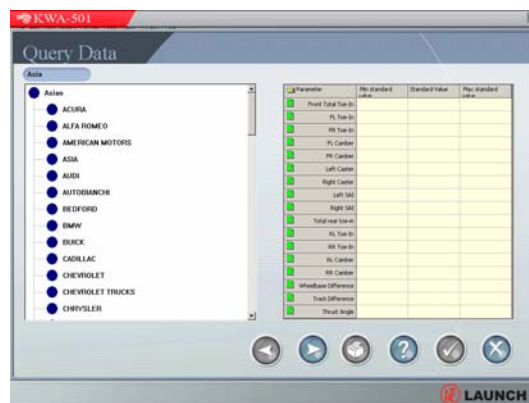 KWA-501
Query Data
Asia
Asian
ACURA
ALFA ROMEO
AMERICAN MOTORS
ASIA
AUDI
AUTOBIANCHI
BEDFORD
BMW
BUICK
CADILLAC
CHEVROLET
CHEVROLET TRUCKS
CHRYSLER
Parameter Min standard value Standard Value Max standard value
Front Total Toe-In
FL Toe-In
FR Toe-In
FL Camber
FR Camber
Left Caster
Right Caster
Left SAI
Right SAI
Total rear toe-in
RL Toe-In
RR Toe-In
RL Camber
RR Camber
Wheelbase Difference
Track Difference
Thrust Angle
?
LAUNCH